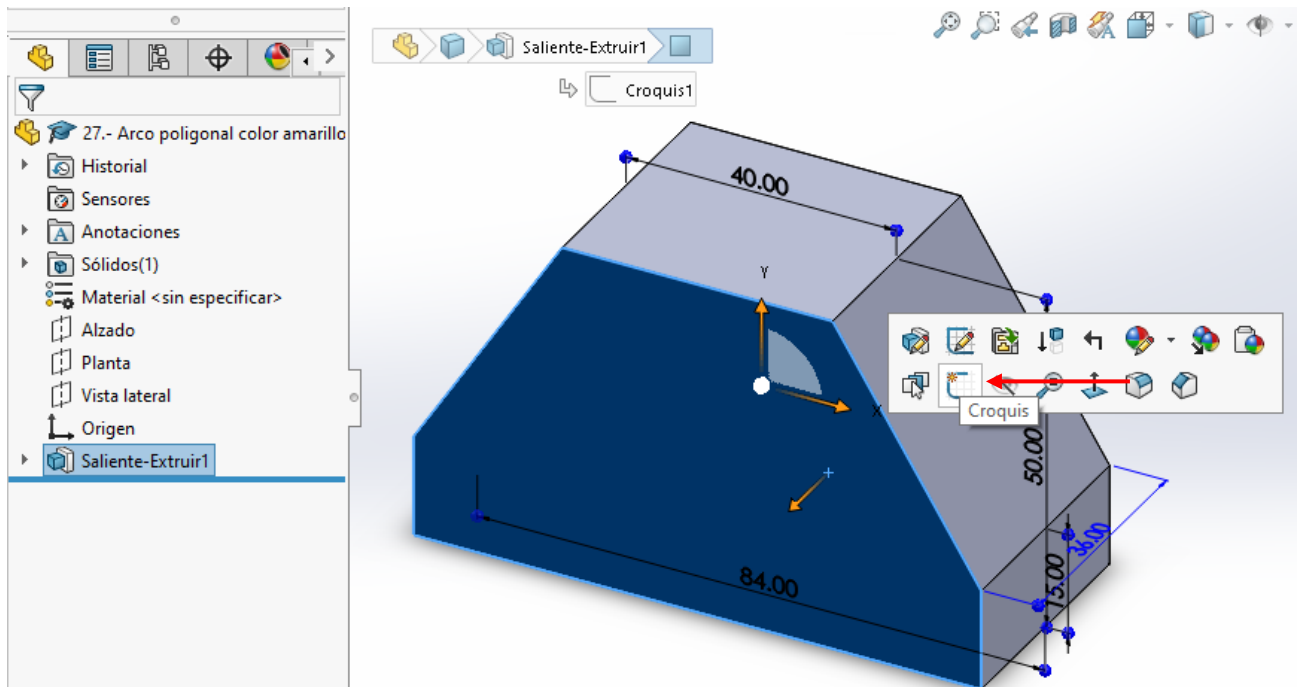 Saliente-Extruir1
Croquis1
27.- Arco poligonal color amarillo
Historial
Sensores
A Anotaciones
Sólidos(1)
Material <sin especificar>
Alzado
Planta
Vista lateral
Origen
Saliente-Extruir1
40.00
Y
X
Croquis
50.00
36.00
15.00
84.00